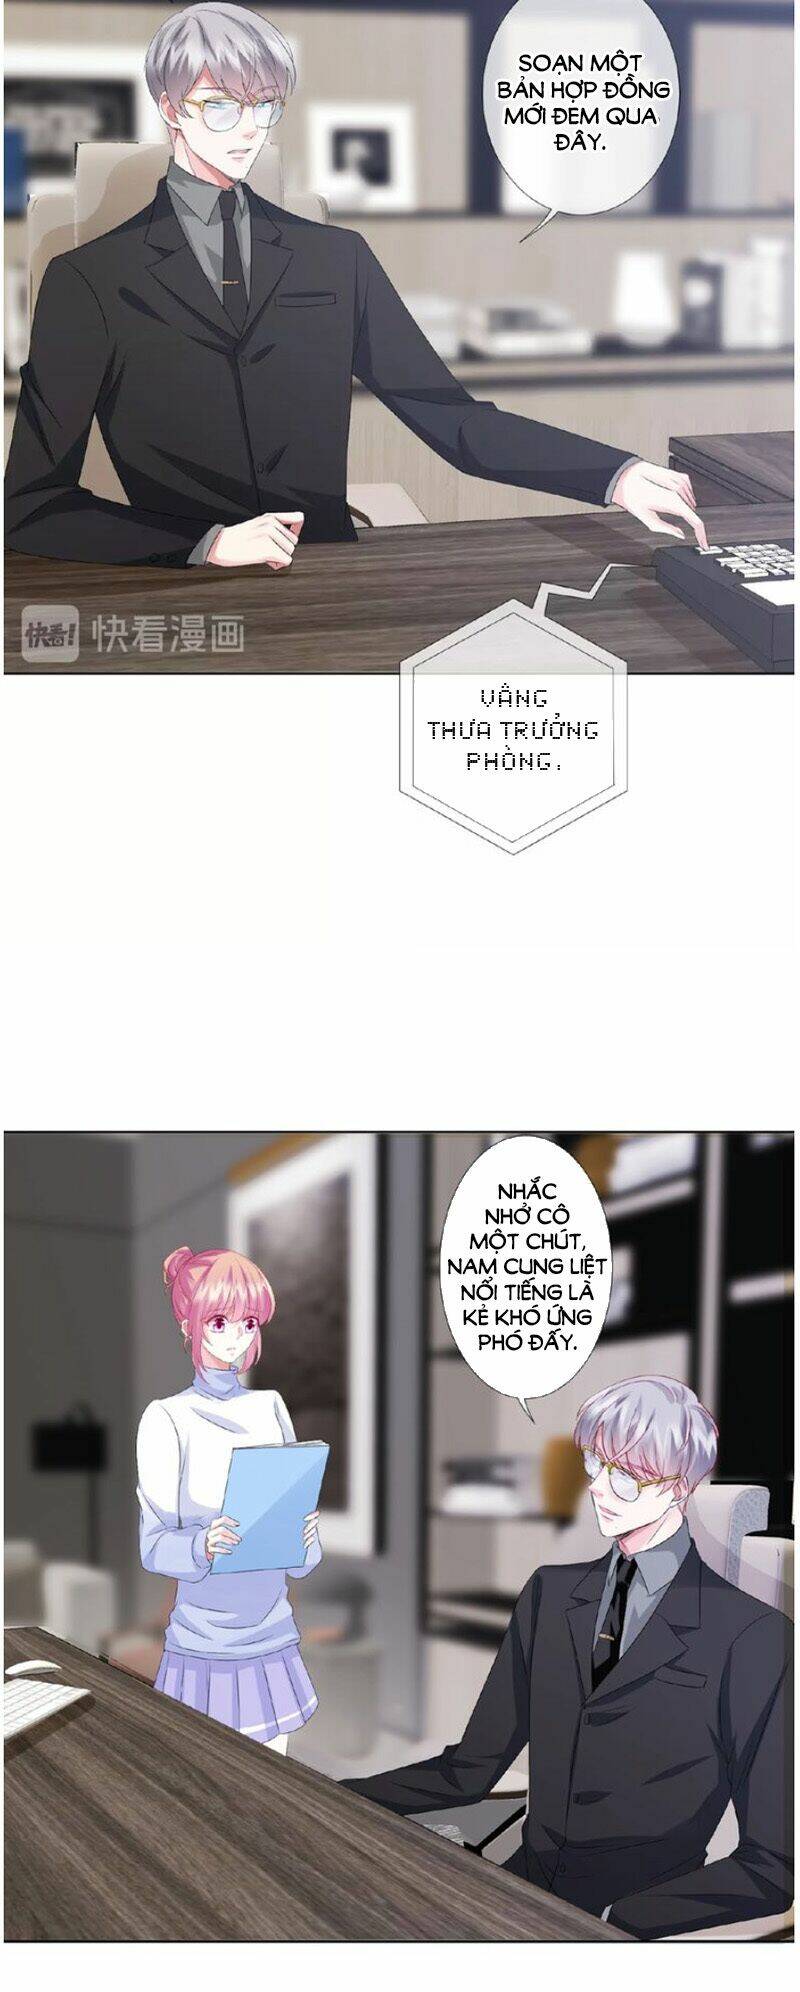 SOẠN MỘT
BẢN HỢP ĐỒNG
MỚI ĐEM QUA
ĐÂY.
快看! 快看漫画
VÂNG
THƯA TRƯỞNG
PHÒNG.
NHẮC
NHỞ CÔ
MỘT CHÚT,
NAM CUNG LIỆT
NỔI TIẾNG LÀ
KẺ KHÓ ỨNG
PHÓ ĐẤY.